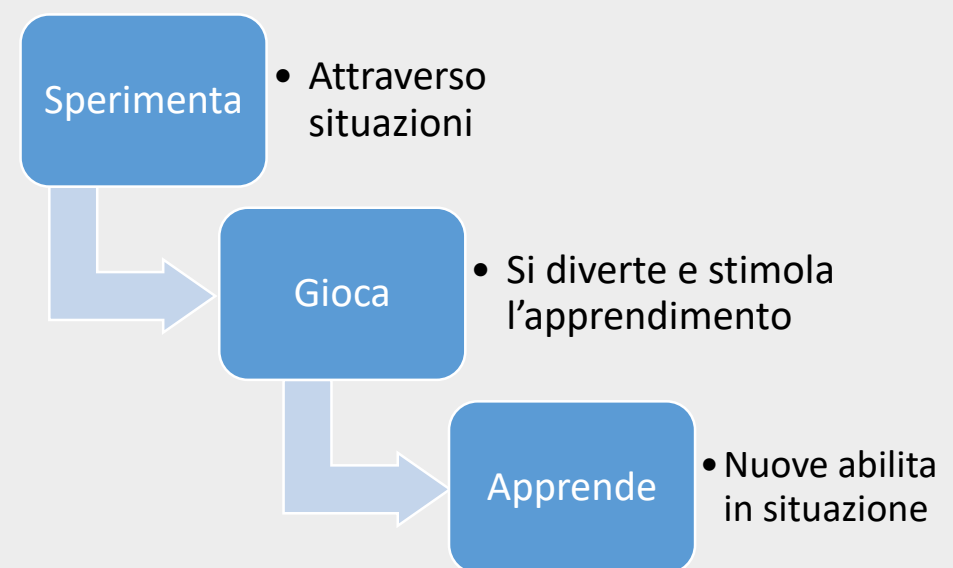 Sperimenta
• Attraverso
situazioni
Gioca
• Si diverte e stimola
l’apprendimento
Apprende
• Nuove abilita
in situazione